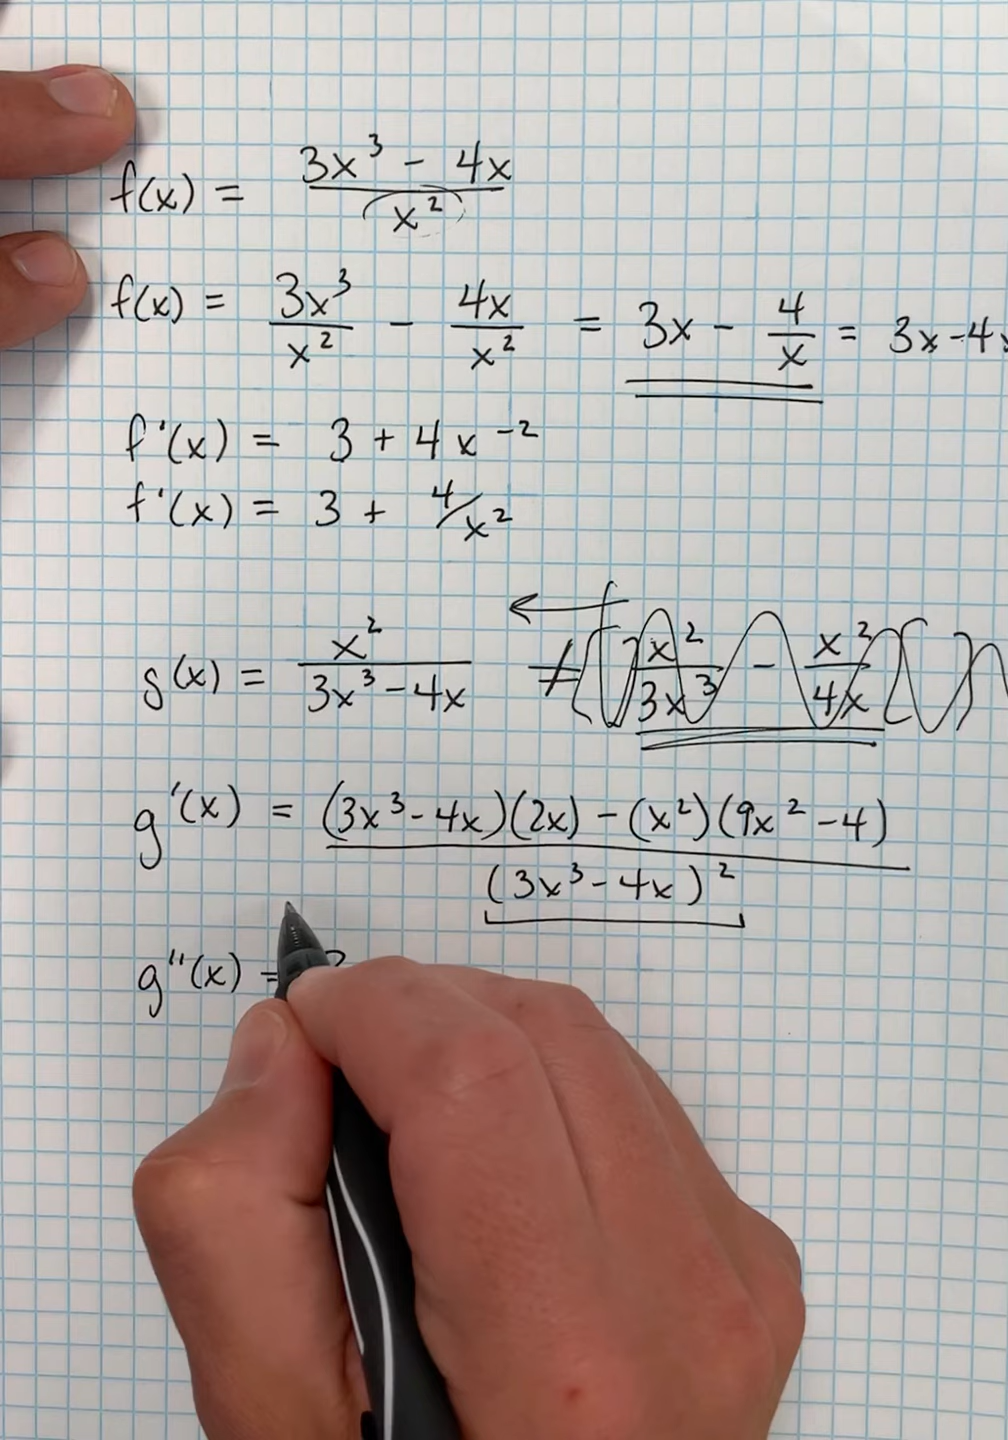 f(x) = (3x³ - 4x)/(x²)
f(x) = 3x³/x² - 4x/x² = 3x - 4/x = 3x - 4
f'(x) = 3 + 4x⁻²
f'(x) = 3 + 4/x²
g(x) = x²/(3x³ - 4x) ≠ x²/3x³ - x²/4x
g'(x) = ((3x³ - 4x)(2x) - (x²)(9x² - 4))/(3x³ - 4x)²
g''(x) =